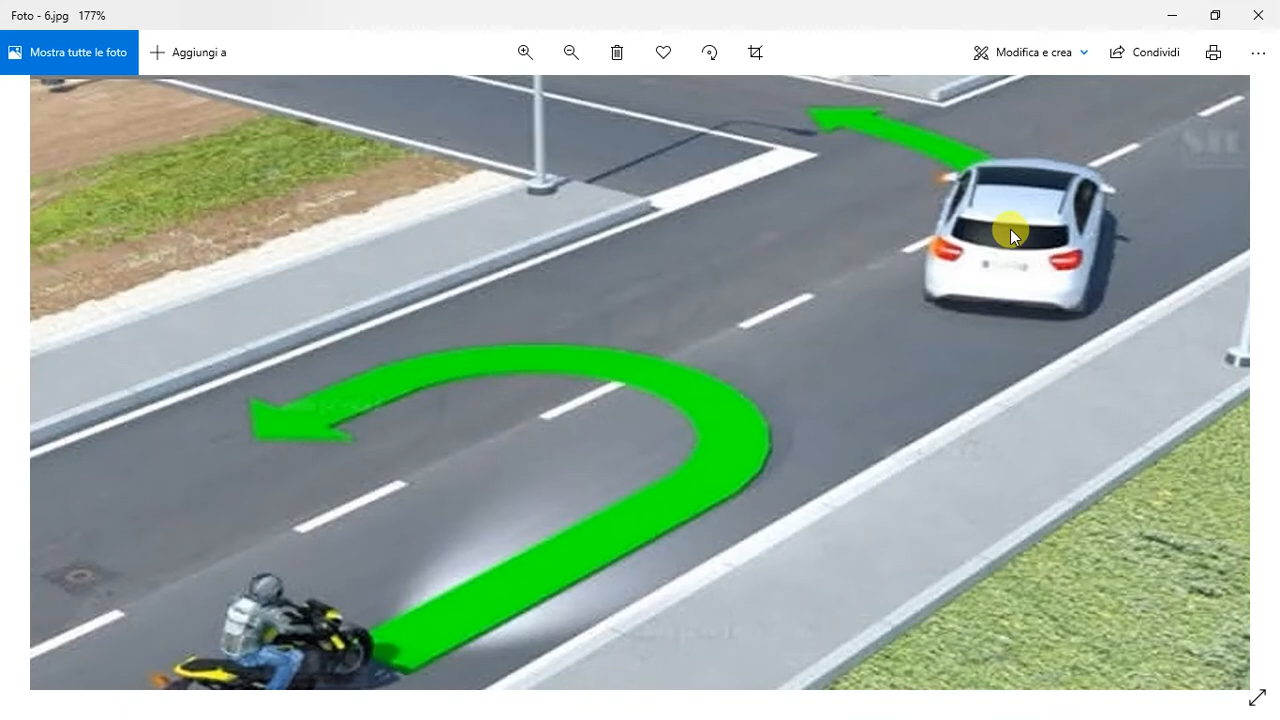 Foto - 6.jpg 177%
Mostra tutte le foto
Aggiungi a
Modifica e crea
Condividi